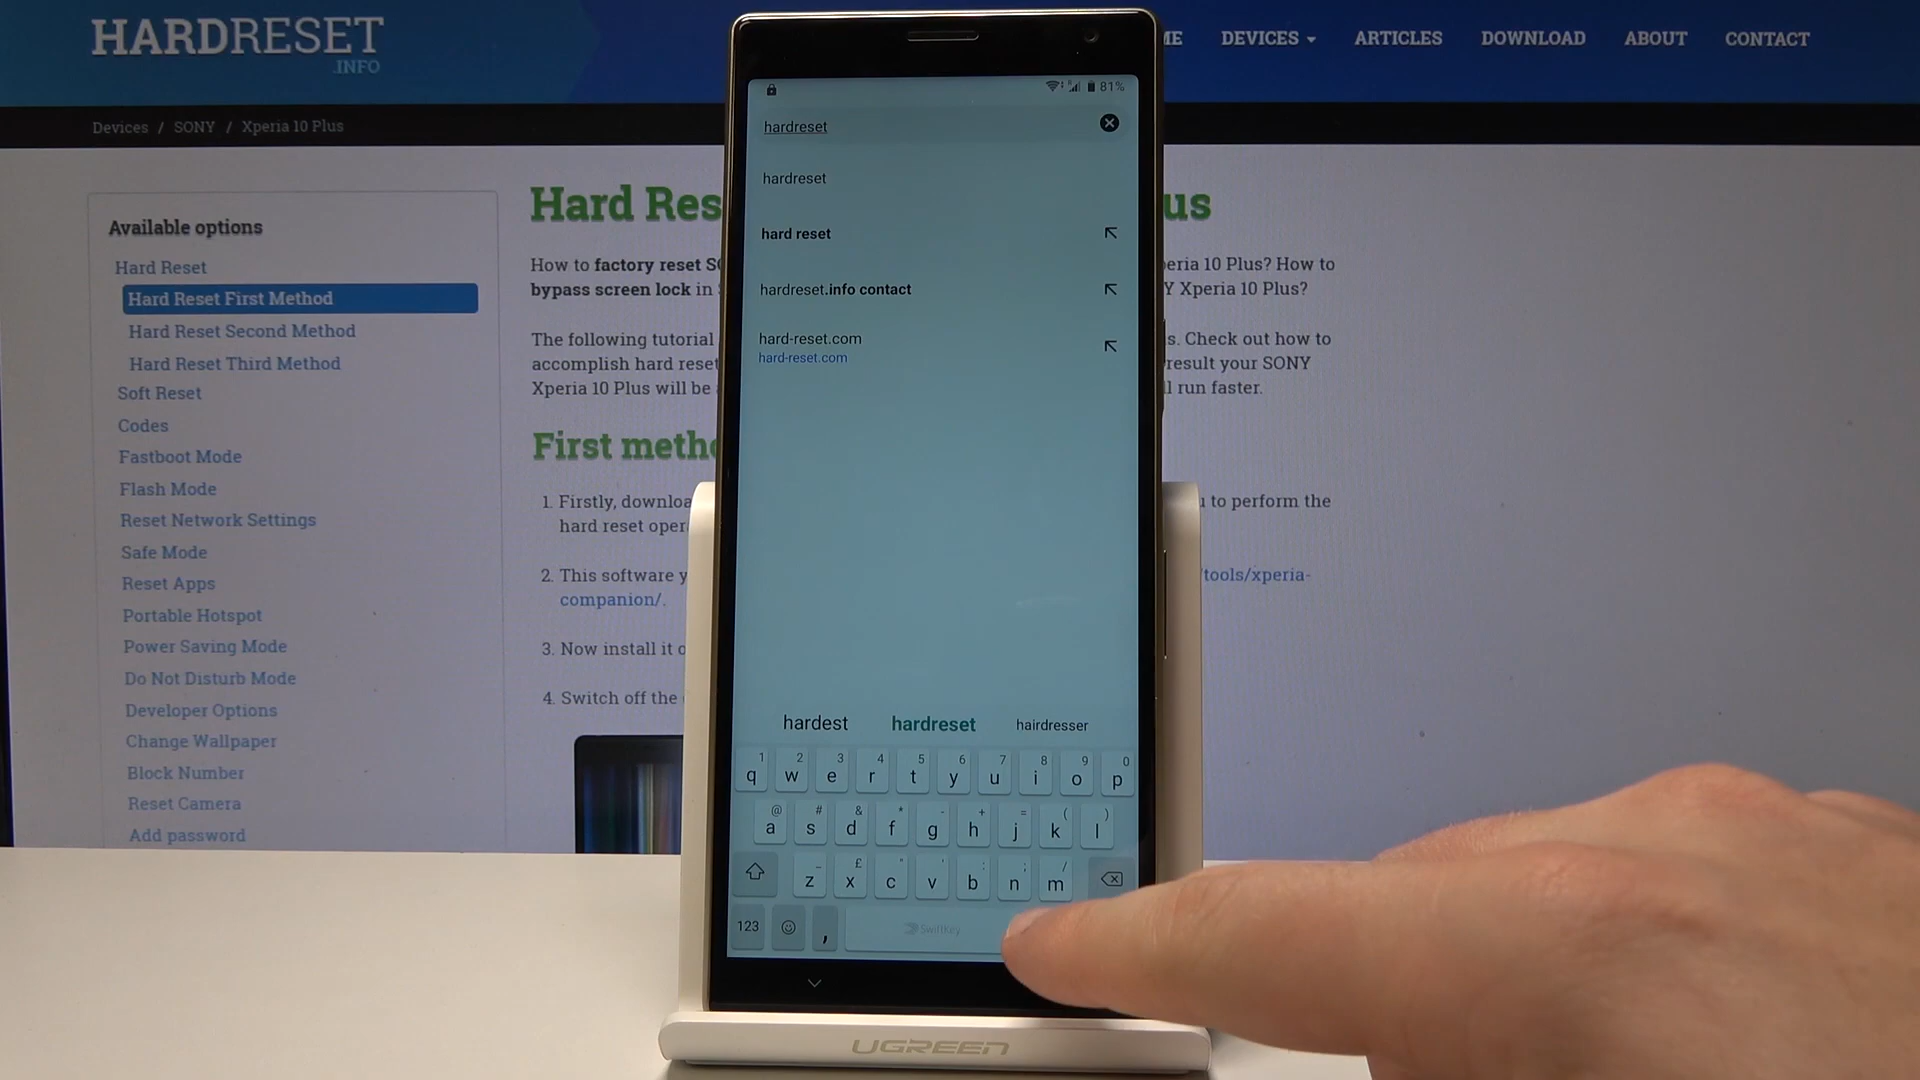 HARDRESET
.INFO
DEVICES
ARTICLES
DOWNLOAD
ABOUT
CONTACT
Devices / SONY / Xperia 10 Plus
Available options
Hard Reset
Hard Reset First Method
Hard Reset Second Method
Hard Reset Third Method
Soft Reset
Codes
Fastboot Mode
Flash Mode
Reset Network Settings
Safe Mode
Reset Apps
Portable Hotspot
Power Saving Mode
Do Not Disturb Mode
Developer Options
Change Wallpaper
Block Number
Reset Camera
Add password
Hard Res
us
How to factory reset
eria 10 Plus? How to
bypass screen lock in
Y Xperia 10 Plus?
The following tutorial
s. Check out how to
accomplish hard reset
result your SONY
Xperia 10 Plus will be
l run faster.
First
1. Firstly,
to perform the
hard reset
2. This software
/tools/xperia-
companion/.
3. Now install it
4. Switch off the
81%
hardreset
hardreset
hard reset
hardreset.info contact
hard-reset.com
hard-reset.com
hardest hardreset hairdresser
1 2 3 4 5 6 7 8 9 0
q w e r t y u i o p
@ # & * - + = ( )
a s d f g h j k l
z x c v b n m
123 , SwiftKey
UGREEN